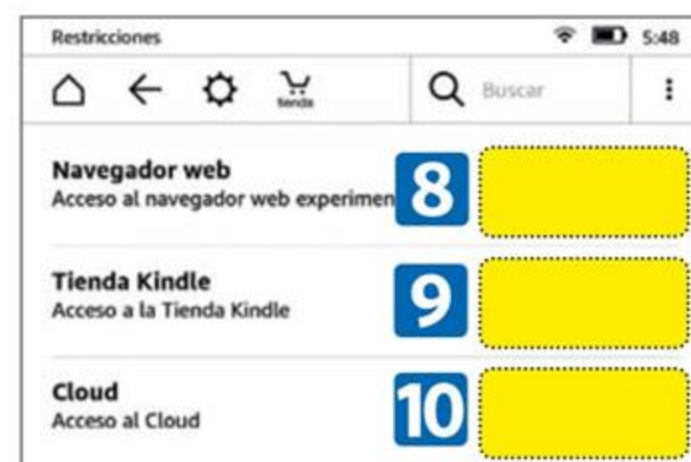 Restricciones 5:48
tienda Buscar
Navegador web
Acceso al navegador web experimen
8
Tienda Kindle
Acceso a la Tienda Kindle
9
Cloud
Acceso al Cloud
10